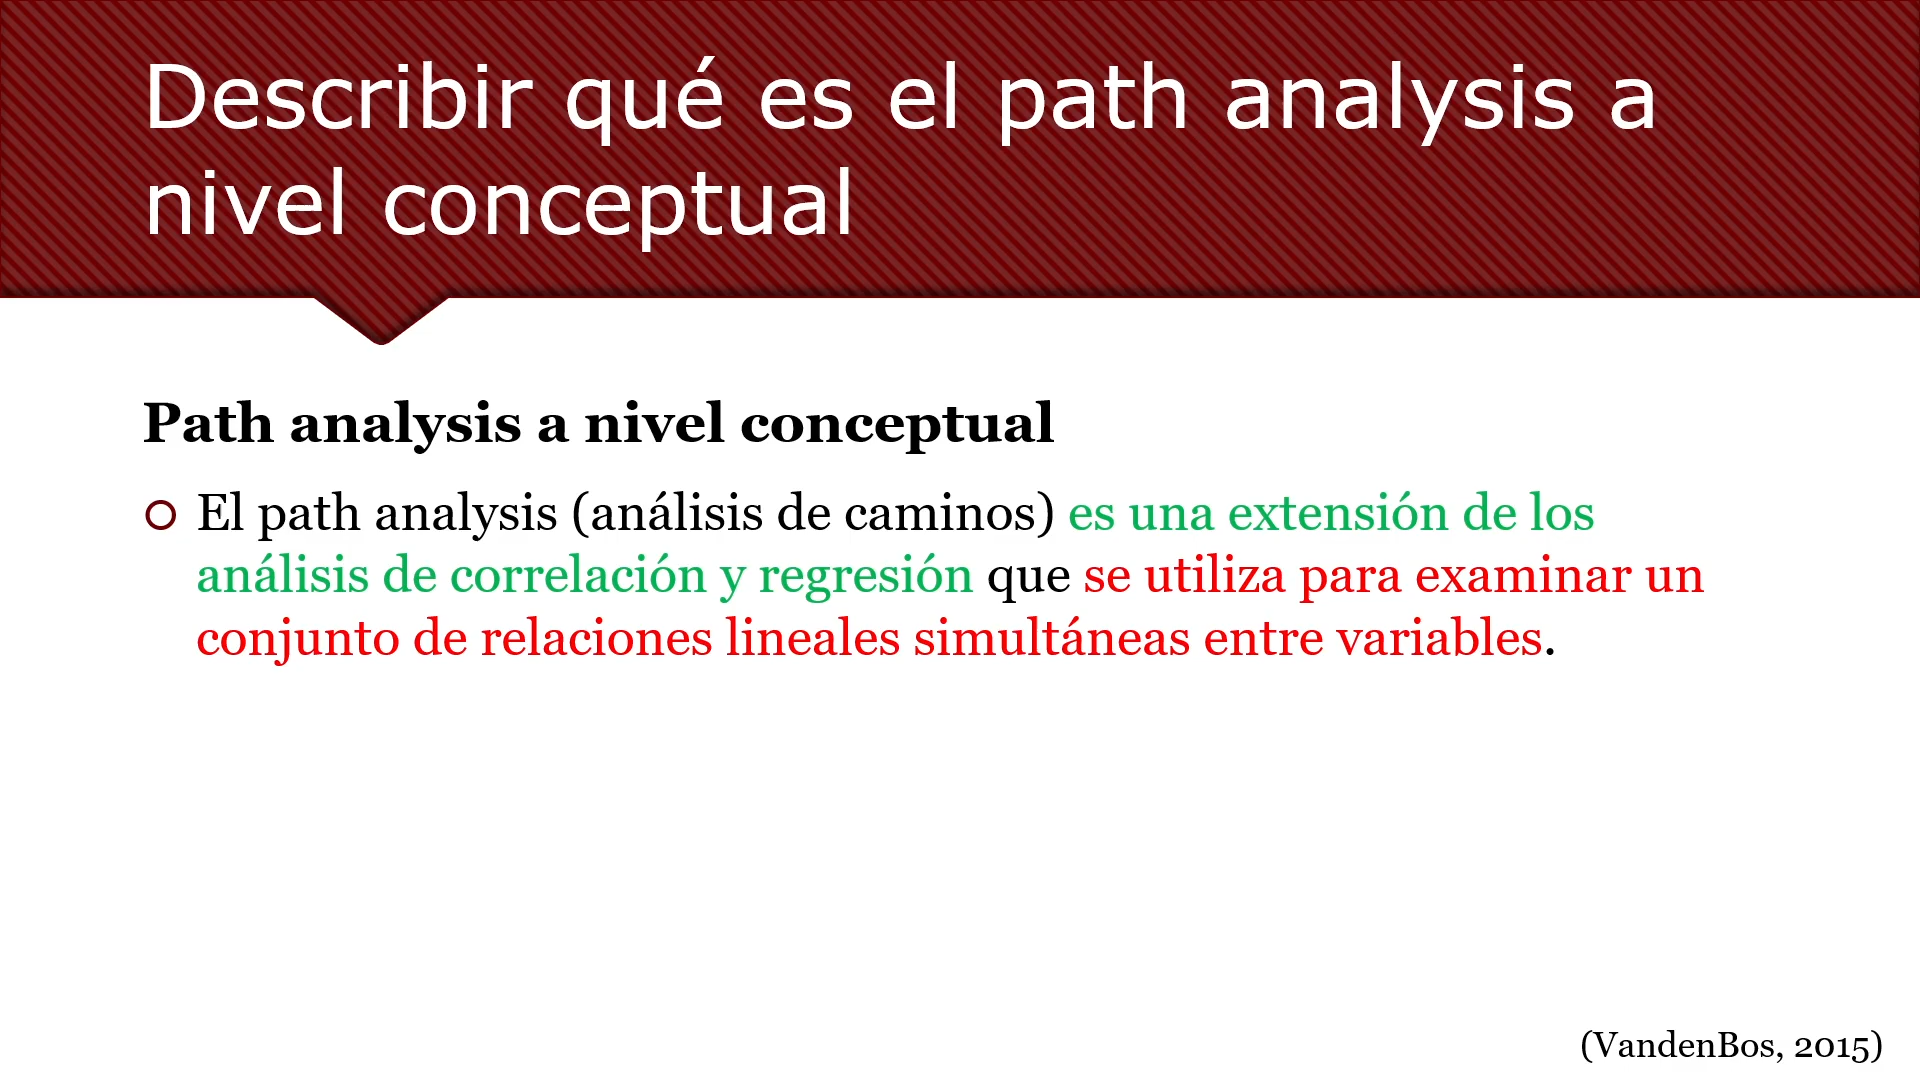 Describir qué es el path analysis a
nivel conceptual
Path analysis a nivel conceptual
El path analysis (análisis de caminos) es una extensión de los
análisis de correlación y regresión que se utiliza para examinar un
conjunto de relaciones lineales simultáneas entre variables.
(VandenBos, 2015)